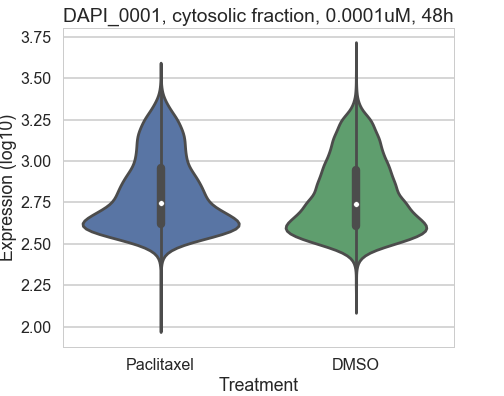 DAPI_0001, cytosolic fraction, 0.0001uM, 48h
3.75
3.50
3.25
3.00
2.75
2.50
2.25
2.00
Expression (log10)
Paclitaxel
DMSO
Treatment